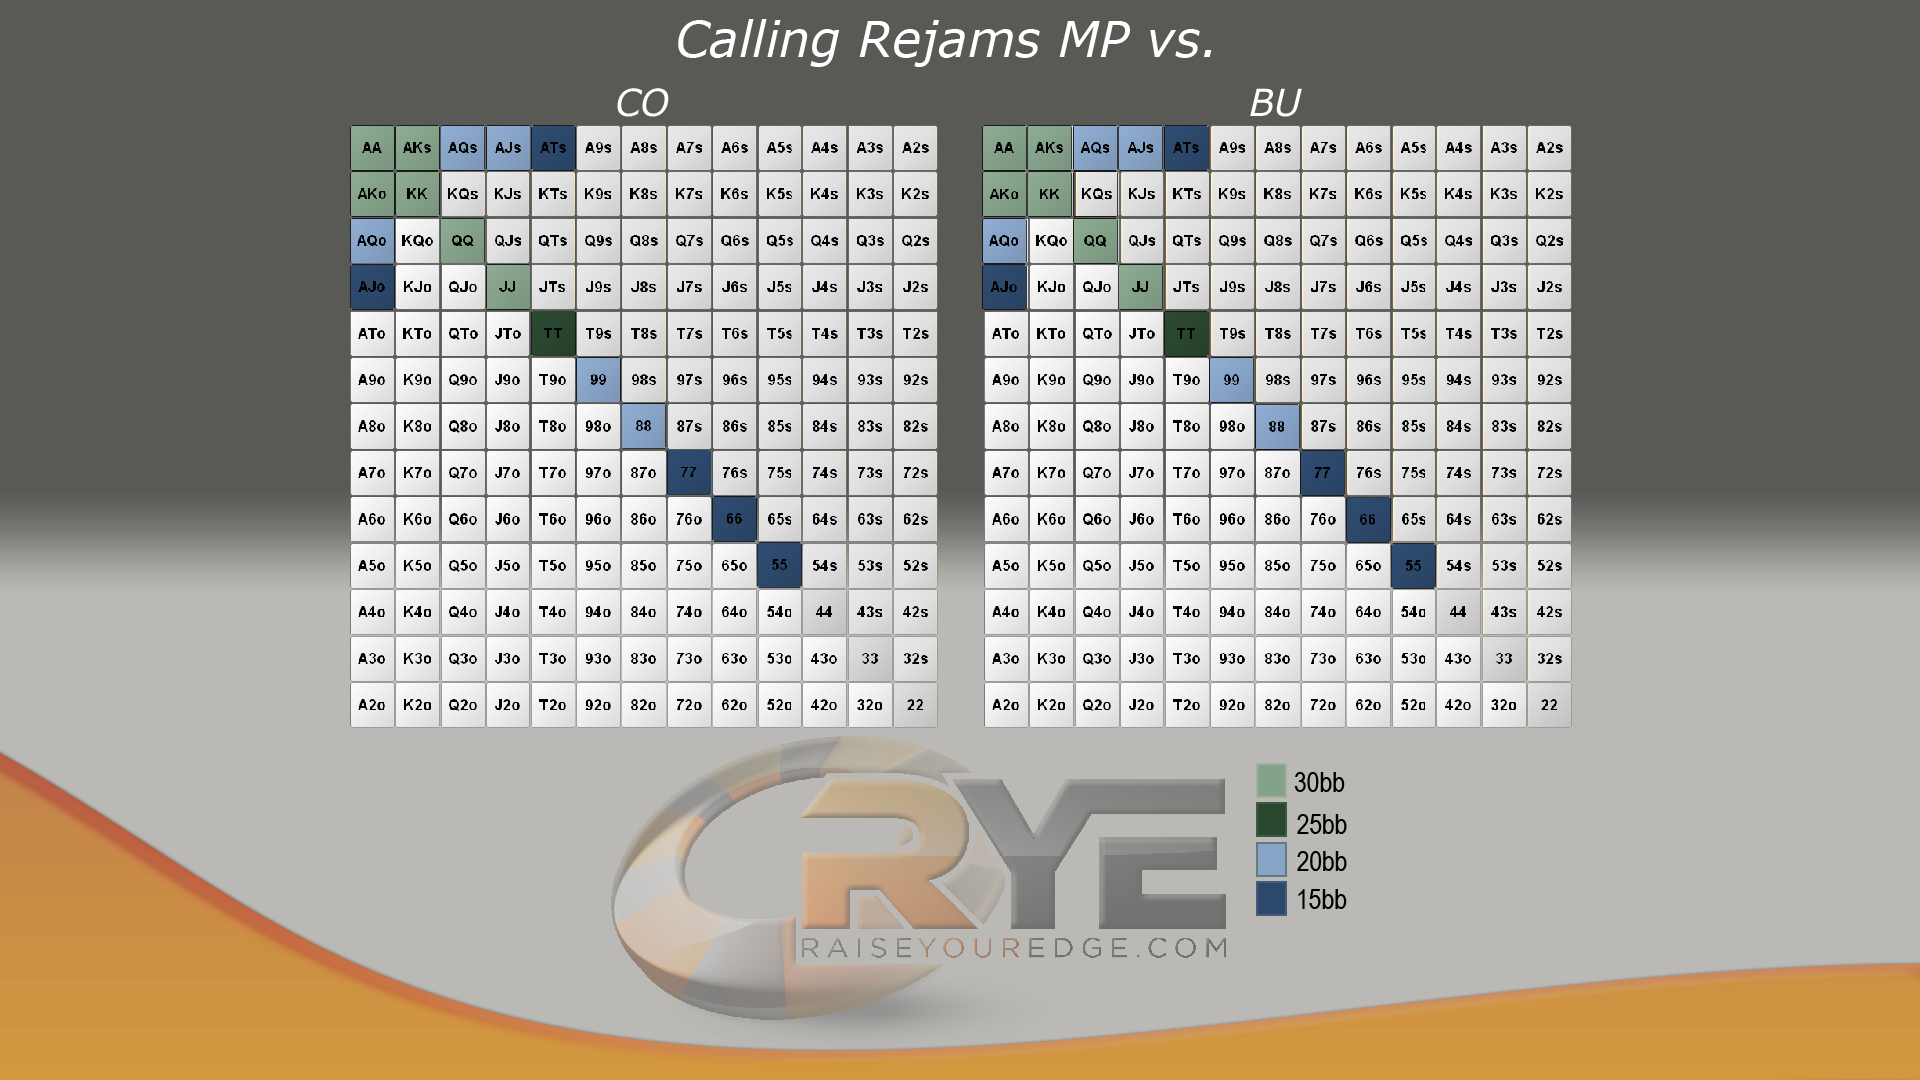 Calling Rejams MP vs.
CO BU
AA AKs AQs AJs ATs A9s A8s A7s A6s A5s A4s A3s A2s AA AKs AQs AJs ATs A9s A8s A7s A6s A5s A4s A3s A2s
AKo KK KQs KJs KTs K9s K8s K7s K6s K5s K4s K3s K2s AKo KK KQs KJs KTs K9s K8s K7s K6s K5s K4s K3s K2s
AQo KQo QQ QJs QTs Q9s Q8s Q7s Q6s Q5s Q4s Q3s Q2s AQo KQo QQ QJs QTs Q9s Q8s Q7s Q6s Q5s Q4s Q3s Q2s
AJo KJo QJo JJ JTs J9s J8s J7s J6s J5s J4s J3s J2s AJo KJo QJo JJ JTs J9s J8s J7s J6s J5s J4s J3s J2s
ATo KTo QTo JTo TT T9s T8s T7s T6s T5s T4s T3s T2s ATo KTo QTo JTo TT T9s T8s T7s T6s T5s T4s T3s T2s
A9o K9o Q9o J9o T9o 99 98s 97s 96s 95s 94s 93s 92s A9o K9o Q9o J9o T9o 99 98s 97s 96s 95s 94s 93s 92s
A8o K8o Q8o J8o T8o 98o 88 87s 86s 85s 84s 83s 82s A8o K8o Q8o J8o T8o 98o 88 87s 86s 85s 84s 83s 82s
A7o K7o Q7o J7o T7o 97o 87o 77 76s 75s 74s 73s 72s A7o K7o Q7o J7o T7o 97o 87o 77 76s 75s 74s 73s 72s
A6o K6o Q6o J6o T6o 96o 86o 76o 66 65s 64s 63s 62s A6o K6o Q6o J6o T6o 96o 86o 76o 66 65s 64s 63s 62s
A5o K5o Q5o J5o T5o 95o 85o 75o 65o 55 54s 53s 52s A5o K5o Q5o J5o T5o 95o 85o 75o 65o 55 54s 53s 52s
A4o K4o Q4o J4o T4o 94o 84o 74o 64o 54o 44 43s 42s A4o K4o Q4o J4o T4o 94o 84o 74o 64o 54o 44 43s 42s
A3o K3o Q3o J3o T3o 93o 83o 73o 63o 53o 43o 33 32s A3o K3o Q3o J3o T3o 93o 83o 73o 63o 53o 43o 33 32s
A2o K2o Q2o J2o T2o 92o 82o 72o 62o 52o 42o 32o 22 A2o K2o Q2o J2o T2o 92o 82o 72o 62o 52o 42o 32o 22
RYE
RAISEYOUREDGE.COM
30bb
25bb
20bb
15bb